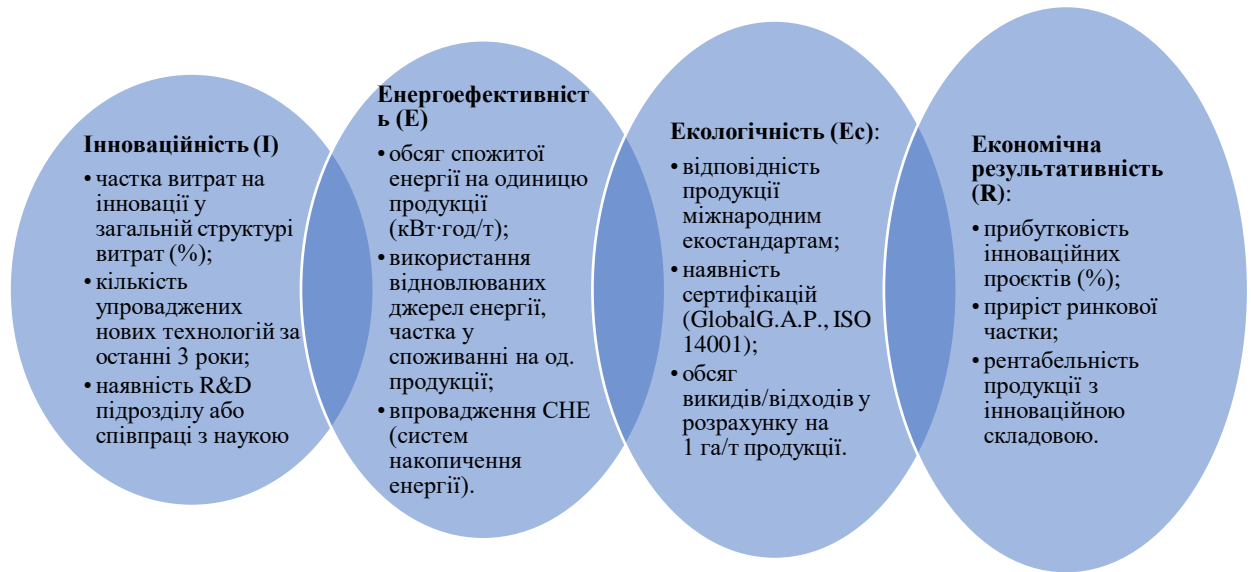 Інноваційність (I)
• частка витрат на
інновації у
загальній структурі
витрат (%);
• кількість
упроваджених
нових технологій за
останні 3 роки;
• наявність R&D
підрозділу або
співпраці з наукою
Енергоефективніст
ь (E)
• обсяг спожитої
енергії на одиницю
продукції
(кВт·год/т);
• використання
відновлюваних
джерел енергії,
частка у
споживанні на од.
продукції;
• впровадження СНЕ
(систем
накопичення
енергії).
Екологічність (Ec):
• відповідність
продукції
міжнародним
екостандартам;
• наявність
сертифікацій
(GlobalG.A.P., ISO
14001);
• обсяг
викидів/відходів у
розрахунку на
1 га/т продукції.
Економічна
результативність
(R):
• прибутковість
інноваційних
проєктів (%);
• приріст ринкової
частки;
• рентабельність
продукції з
інноваційною
складовою.